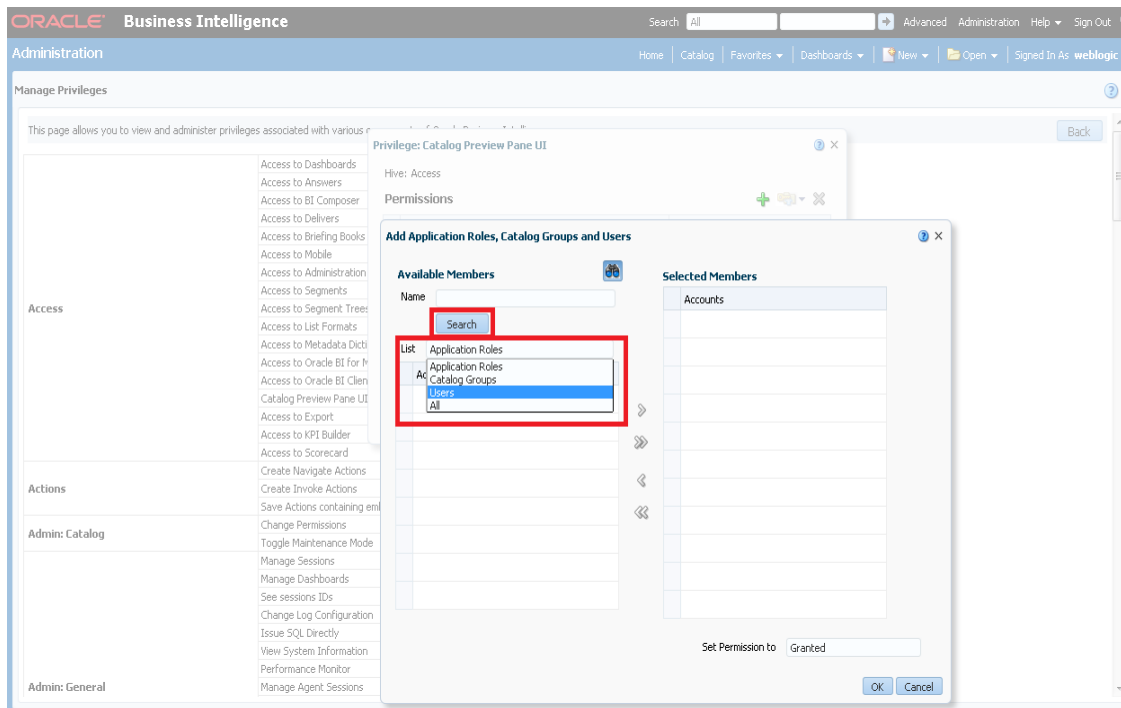 ORACLE Business Intelligence
Search All Advanced Administration Help Sign Out
Administration
Home Catalog Favorites Dashboards New Open Signed In As weblogic
Manage Privileges
This page allows you to view and administer privileges associated with various
Back
Privilege: Catalog Preview Pane UI
Hive: Access
Permissions
Add Application Roles, Catalog Groups and Users
Available Members
Name
Search
List Application Roles
Application Roles
Catalog Groups
Users
All
Selected Members
Accounts
Set Permission to Granted
OK Cancel
Access
Access to Dashboards
Access to Answers
Access to BI Composer
Access to Delivers
Access to Briefing Books
Access to Mobile
Access to Administration
Access to Segments
Access to Segment Trees
Access to List Formats
Access to Metadata Dicti
Access to Oracle BI for M
Access to Oracle BI Clien
Catalog Preview Pane UI
Access to Export
Access to KPI Builder
Access to Scorecard
Actions
Create Navigate Actions
Create Invoke Actions
Save Actions containing eml
Admin: Catalog
Change Permissions
Toggle Maintenance Mode
Admin: General
Manage Sessions
Manage Dashboards
See sessions IDs
Change Log Configuration
Issue SQL Directly
View System Information
Performance Monitor
Manage Agent Sessions